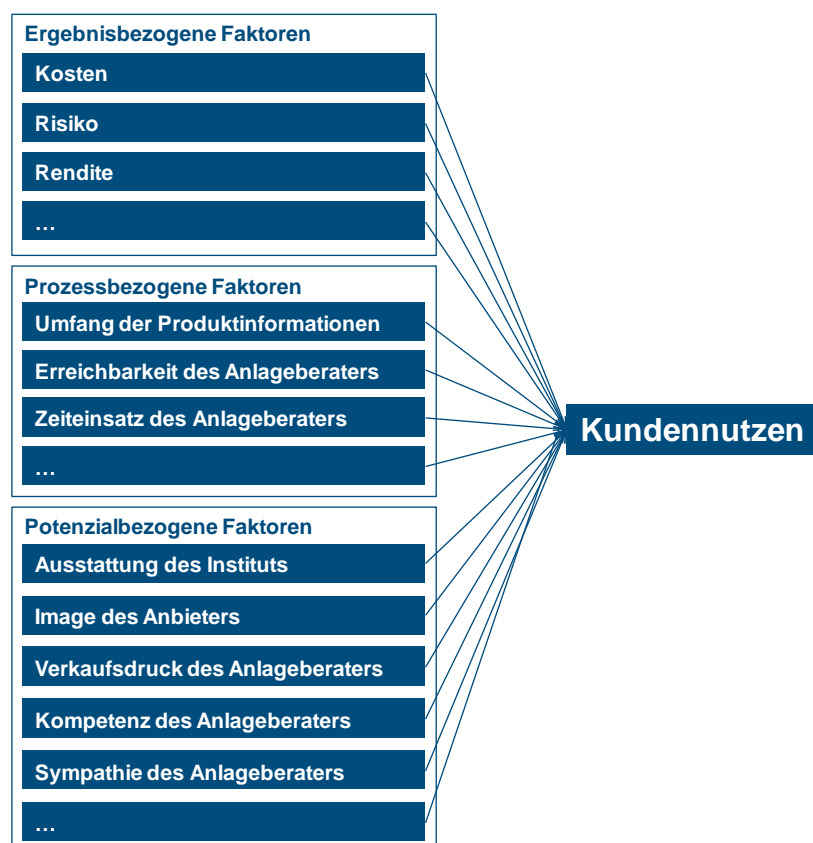 Ergebnisbezogene Faktoren
Kosten
Risiko
Rendite
…
Prozessbezogene Faktoren
Umfang der Produktinformationen
Erreichbarkeit des Anlageberaters
Zeiteinsatz des Anlageberaters
…
Kundennutzen
Potenzialbezogene Faktoren
Ausstattung des Instituts
Image des Anbieters
Verkaufsdruck des Anlageberaters
Kompetenz des Anlageberaters
Sympathie des Anlageberaters
…